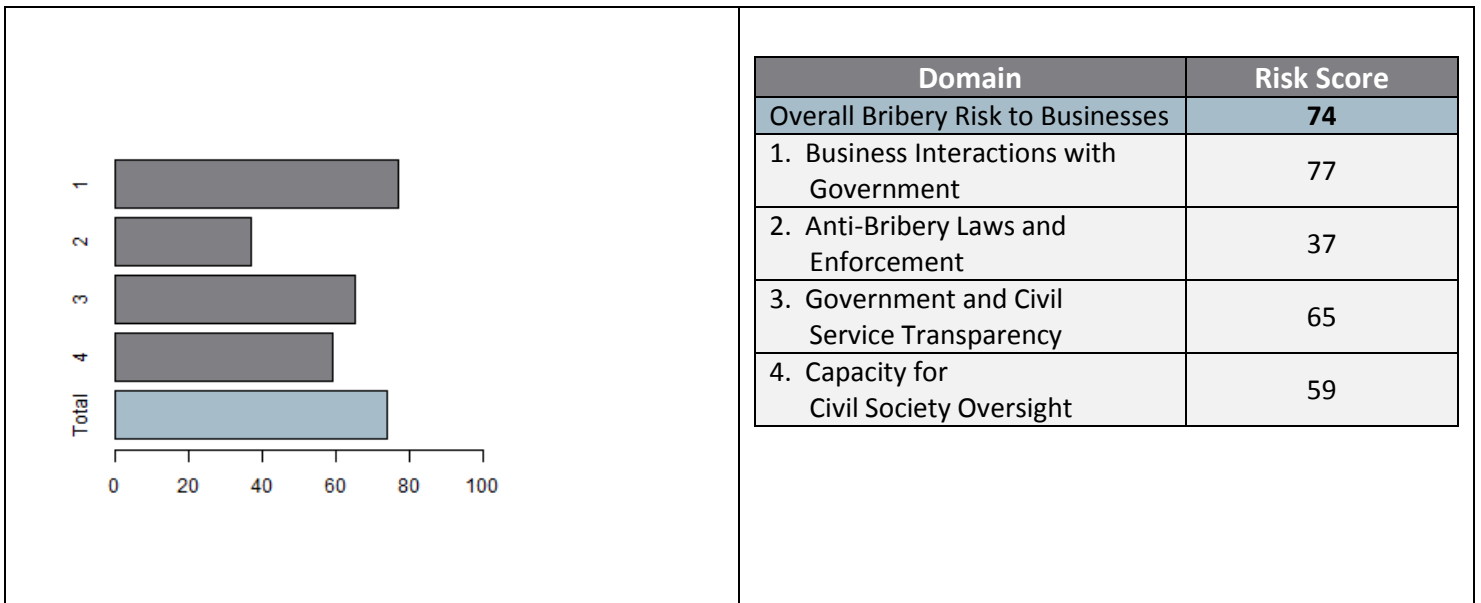 1
2
3
4
Total
0 20 40 60 80 100
Domain Risk Score
Overall Bribery Risk to Businesses 74
1. Business Interactions with
Government 77
2. Anti-Bribery Laws and
Enforcement 37
3. Government and Civil
Service Transparency 65
4. Capacity for
Civil Society Oversight 59